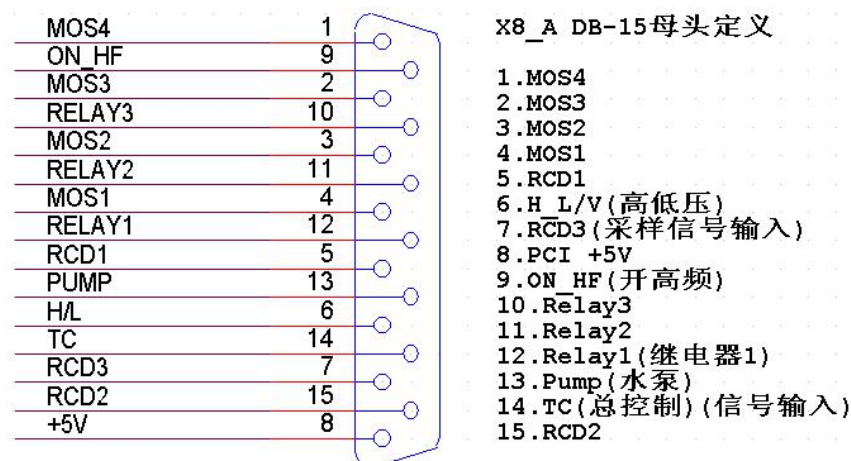 MOS4 1
ON_HF 9
MOS3 2
RELAY3 10
MOS2 3
RELAY2 11
MOS1 4
RELAY1 12
RCD1 5
PUMP 13
H/L 6
TC 14
RCD3 7
RCD2 15
+5V 8
X8_A DB-15母头定义
1.MOS4
2.MOS3
3.MOS2
4.MOS1
5.RCD1
6.H_L/V(高低压)
7.RCD3(采样信号输入)
8.PCI +5V
9.ON_HF(开高频)
10.Relay3
11.Relay2
12.Relay1(继电器1)
13.Pump(水泵)
14.TC(总控制)(信号输入)
15.RCD2